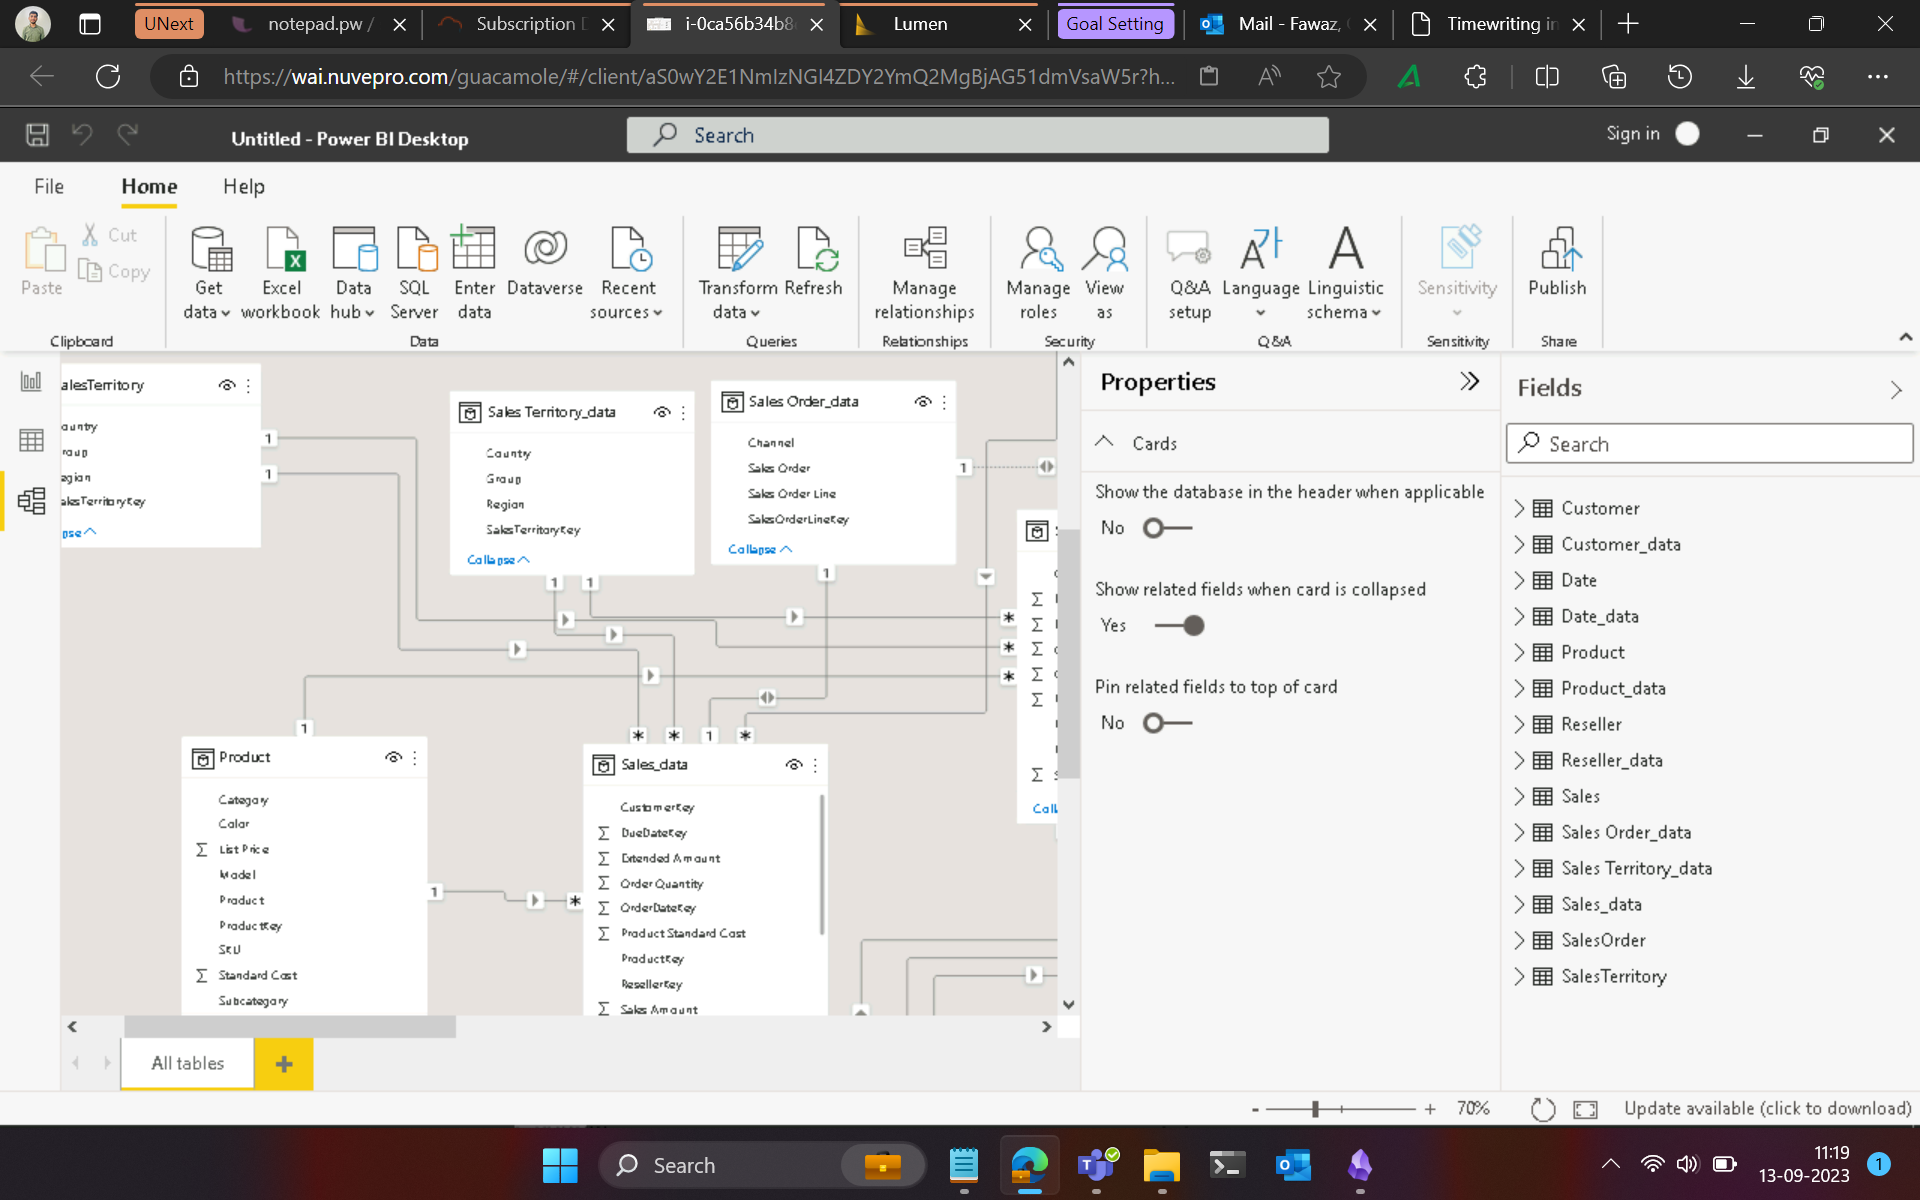 UNext
notepad.pw /
Subscription D
i-0ca56b34b8
Lumen
Goal Setting
Mail - Fawaz,
Timewriting in
https://wai.nuvepro.com/guacamole/#/client/aS0wY2E1NmIzNGI4ZDY2YmQ2MgBjAG51dmVsaW5r?h...
Untitled - Power BI Desktop
Search
Sign in
File
Home
Help
Paste
Cut
Copy
Get data
Excel workbook
Data hub
SQL Server
Enter data
Dataverse
Recent sources
Transform data
Refresh
Manage relationships
Manage roles
View as
Q&A setup
Language
Linguistic schema
Sensitivity
Publish
Clipboard
Data
Queries
Relationships
Security
Q&A
Sensitivity
Share
alesTerritory
ountry
roup
egion
alesTerritoryKey
pse
1
1
Sales Territory_data
Country
Group
Region
SalesTerritoryKey
Collapse
1
1
Sales Order_data
Channel
Sales Order
Sales Order Line
SalesOrderLineKey
Collapse
1
1
*
*
*
Coll
1
Product
Category
Color
List Price
Model
Product
ProductKey
SKU
Standard Cost
Subcategory
1
*
*
*
1
*
Sales_data
CustomerKey
DueDateKey
Extended Amount
Order Quantity
OrderDateKey
Product Standard Cost
ProductKey
ResellerKey
Sales Amount
All tables
+
Properties
Cards
Show the database in the header when applicable
No
Show related fields when card is collapsed
Yes
Pin related fields to top of card
No
Fields
Search
Customer
Customer_data
Date
Date_data
Product
Product_data
Reseller
Reseller_data
Sales
Sales Order_data
Sales Territory_data
Sales_data
SalesOrder
SalesTerritory
- + 70%
Update available (click to download)
Search
11:19
13-09-2023
1